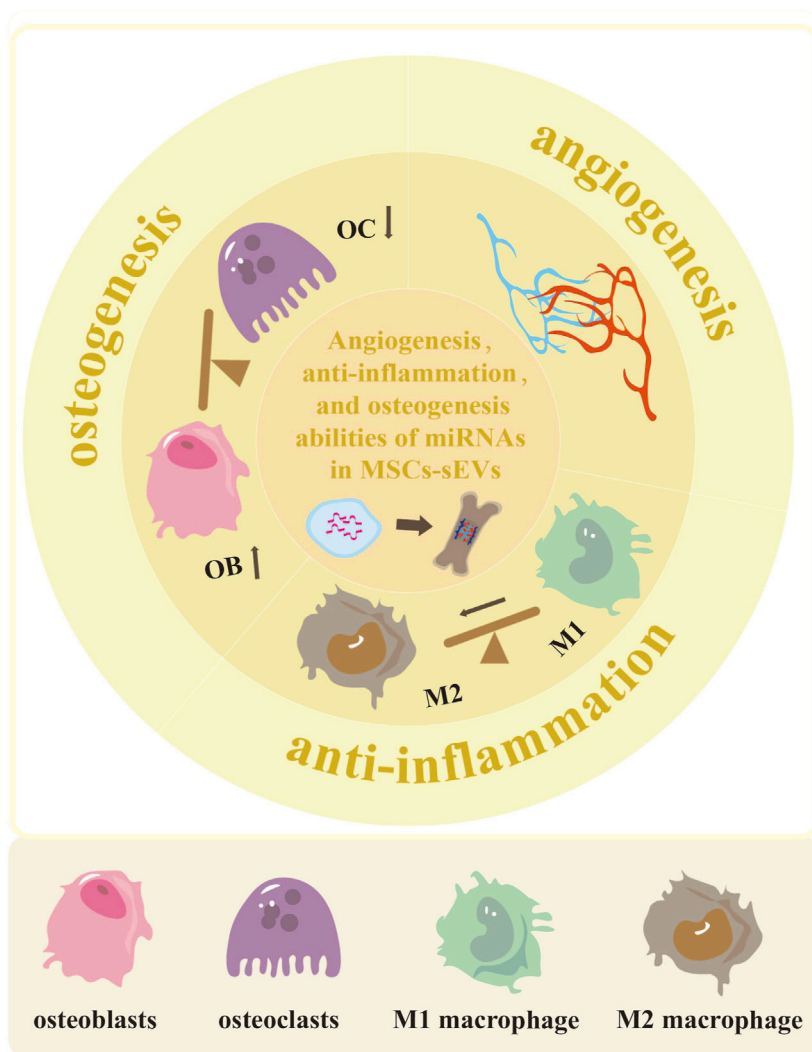 osteogenesis
angiogenesis
OC
Angiogenesis,
anti-inflammation,
and osteogenesis
abilities of miRNAs
in MSCs-sEVs
OB
M1
M2
anti-inflammation
osteoblasts
osteoclasts
M1 macrophage
M2 macrophage